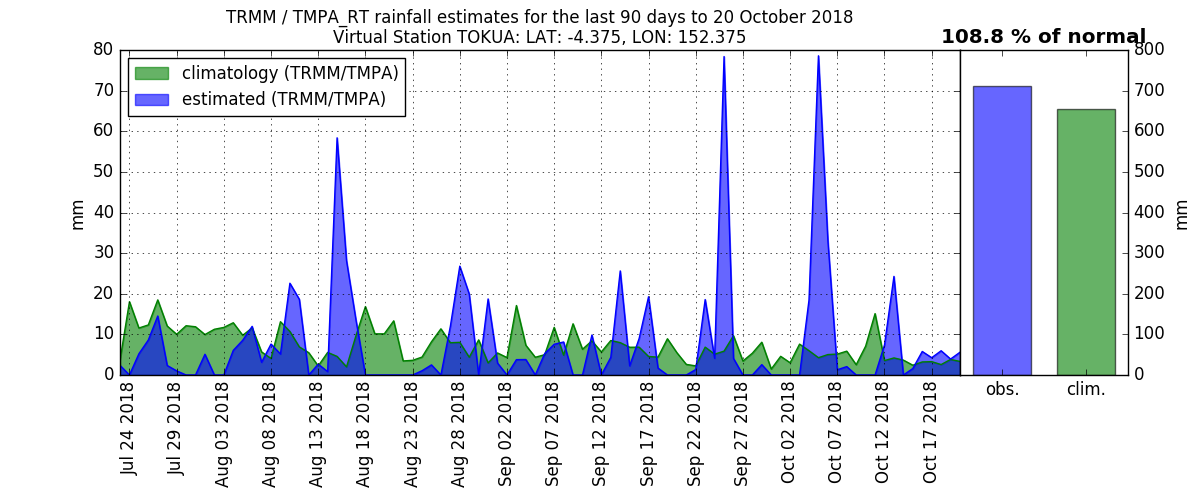 TRMM / TMPA_RT rainfall estimates for the last 90 days to 20 October 2018
Virtual Station TOKUA: LAT: -4.375, LON: 152.375
108.8 % of normal
climatology (TRMM/TMPA)
estimated (TRMM/TMPA)
mm
80
70
60
50
40
30
20
10
0
Jul 24 2018
Jul 29 2018
Aug 03 2018
Aug 08 2018
Aug 13 2018
Aug 18 2018
Aug 23 2018
Aug 28 2018
Sep 02 2018
Sep 07 2018
Sep 12 2018
Sep 17 2018
Sep 22 2018
Sep 27 2018
Oct 02 2018
Oct 07 2018
Oct 12 2018
Oct 17 2018
obs.
clim.
800
700
600
500
400
300
200
100
0
mm